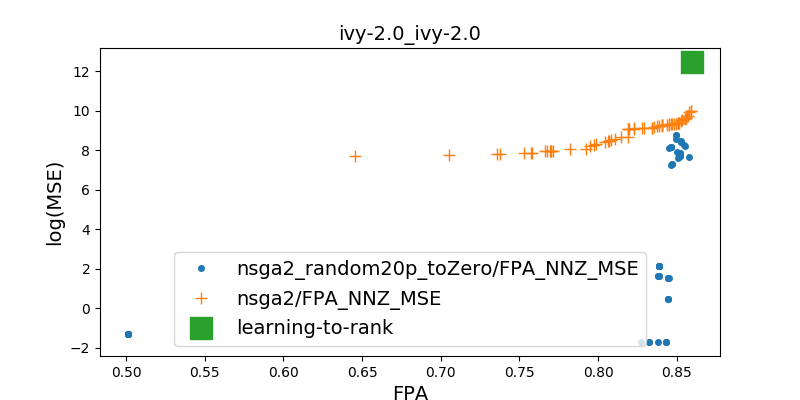 ivy-2.0_ivy-2.0
log(MSE)
12
10
8
6
4
2
0
−2
nsga2_random20p_toZero/FPA_NNZ_MSE
nsga2/FPA_NNZ_MSE
learning-to-rank
0.50 0.55 0.60 0.65 0.70 0.75 0.80 0.85
FPA